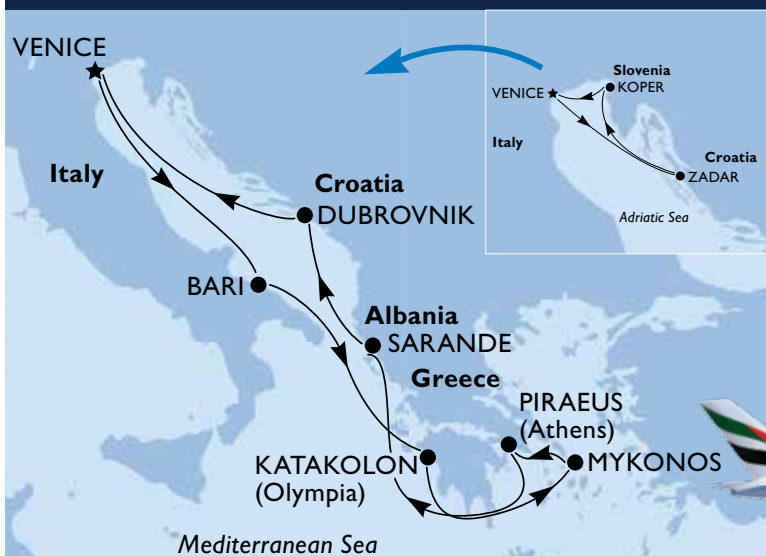 VENICE
Italy
Croatia
DUBROVNIK
BARI
Albania
SARANDE
Greece
PIRAEUS
(Athens)
KATAKOLON
(Olympia)
MYKONOS
Mediterranean Sea
Slovenia
KOPER
VENICE
Italy
Croatia
ZADAR
Adriatic Sea